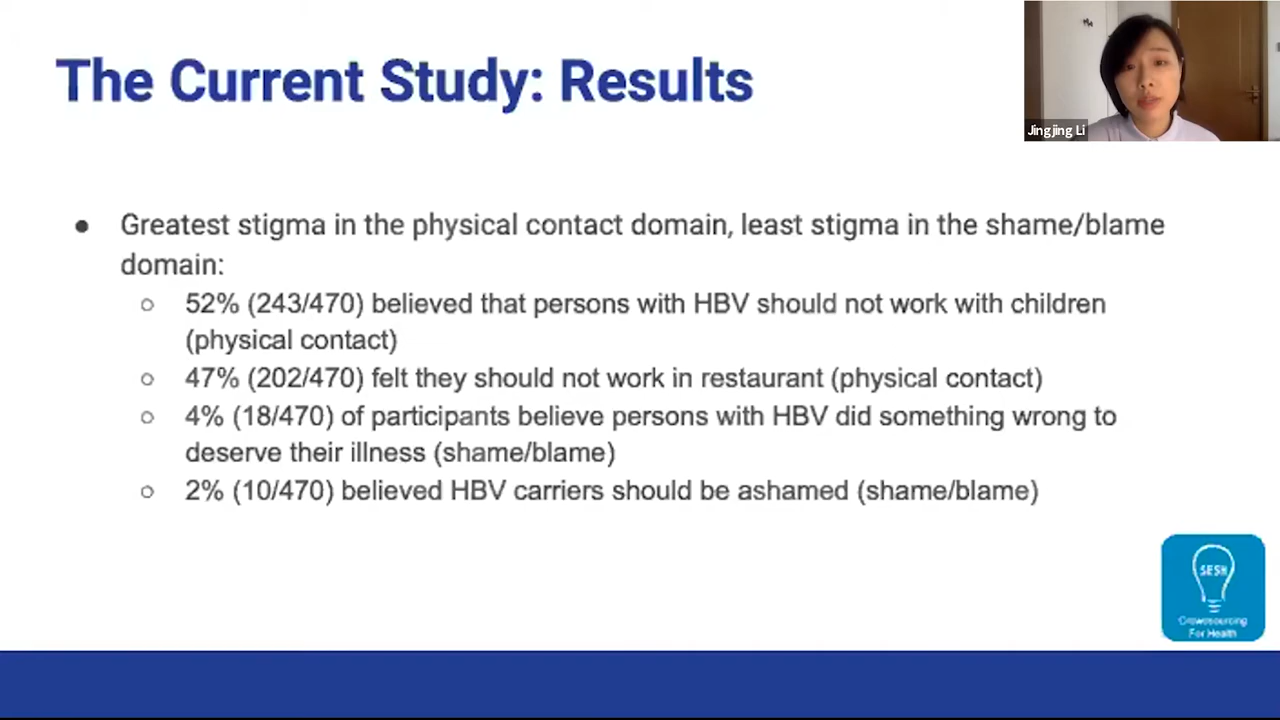 The Current Study: Results
Jingjing Li
● Greatest stigma in the physical contact domain, least stigma in the shame/blame
domain:
○ 52% (243/470) believed that persons with HBV should not work with children
(physical contact)
○ 47% (202/470) felt they should not work in restaurant (physical contact)
○ 4% (18/470) of participants believe persons with HBV did something wrong to
deserve their illness (shame/blame)
○ 2% (10/470) believed HBV carriers should be ashamed (shame/blame)
SESH
Crowdsourcing
For Health